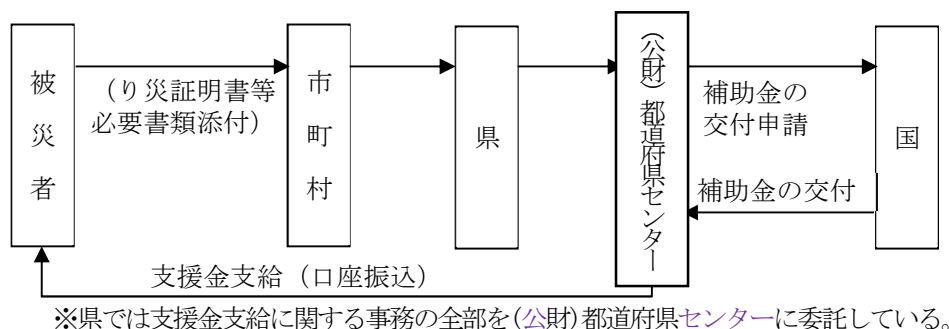 被災者
(り災証明書等
必要書類添付)
市町村
県
(公財)都道府県センター
補助金の
交付申請
国
補助金の交付
支援金支給(口座振込)
※県では支援金支給に関する事務の全部を(公財)都道府県センターに委託している。